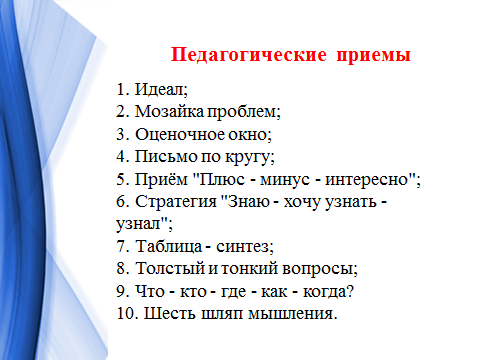 Педагогические приемы
1. Идеал;
2. Мозайка проблем;
3. Оценочное окно;
4. Письмо по кругу;
5. Приём "Плюс - минус - интересно";
6. Стратегия "Знаю - хочу узнать -
узнал";
7. Таблица - синтез;
8. Толстый и тонкий вопросы;
9. Что - кто - где - как - когда?
10. Шесть шляп мышления.